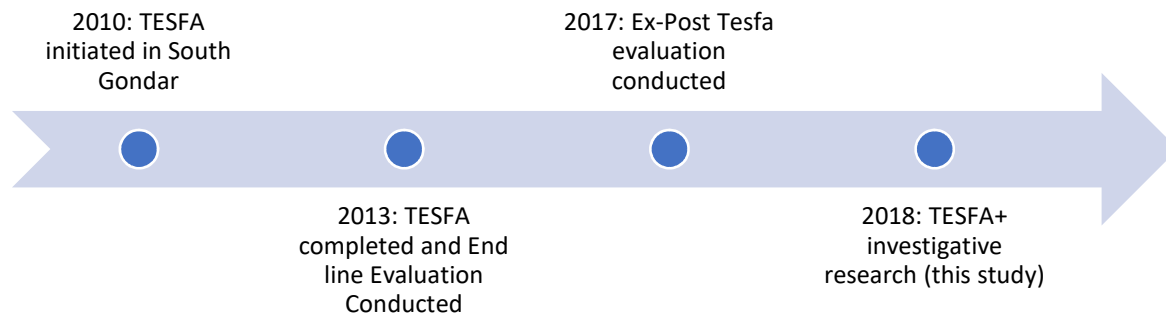 2010: TESFA
initiated in South
Gondar
2013: TESFA
completed and End
line Evaluation
Conducted
2017: Ex-Post Tesfa
evaluation
conducted
2018: TESFA+
investigative
research (this study)